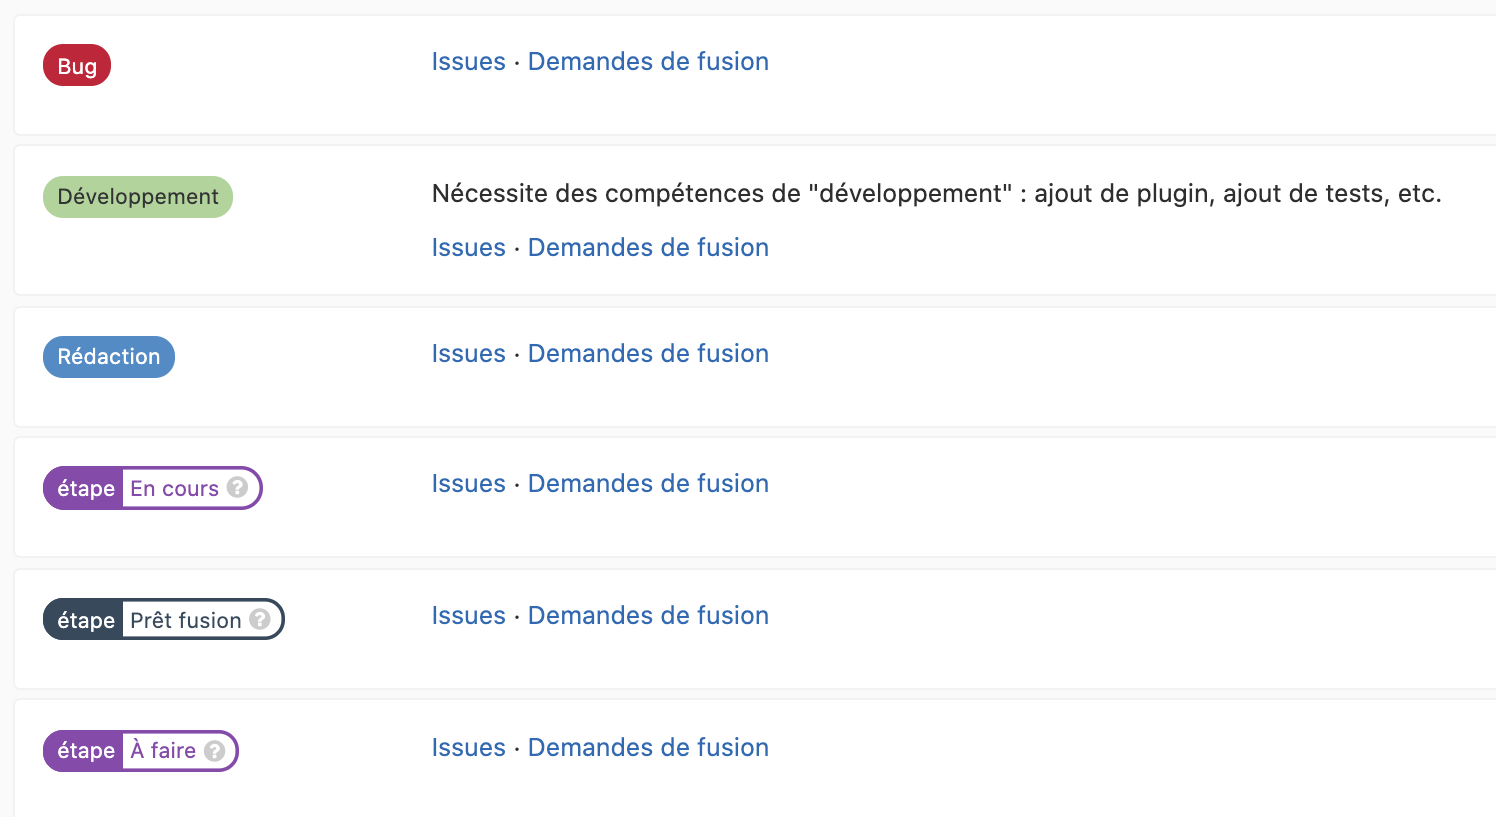 Bug
Issues · Demandes de fusion
Développement
Nécessite des compétences de "développement" : ajout de plugin, ajout de tests, etc.
Issues · Demandes de fusion
Rédaction
Issues · Demandes de fusion
étape En cours ?
Issues · Demandes de fusion
étape Prêt fusion ?
Issues · Demandes de fusion
étape À faire ?
Issues · Demandes de fusion